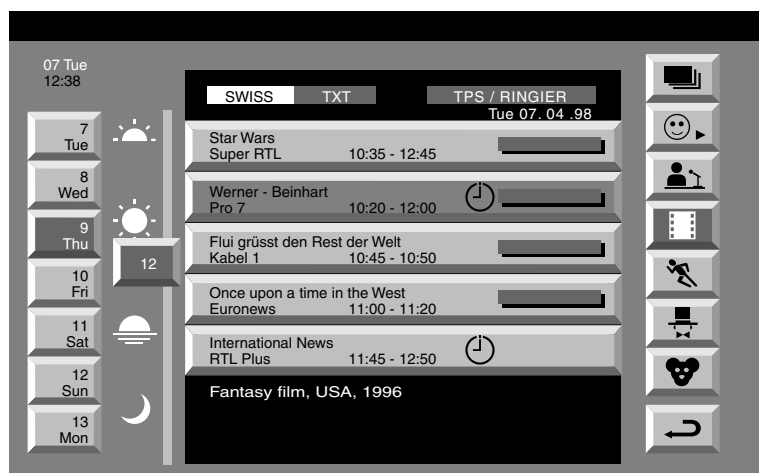 07 Tue
12:38
SWISS TXT TPS / RINGIER
Tue 07. 04 .98
7
Tue
8
Wed
9
Thu
10
Fri
11
Sat
12
Sun
13
Mon
12
Star Wars
Super RTL 10:35 - 12:45
Werner - Beinhart
Pro 7 10:20 - 12:00
Flui grüsst den Rest der Welt
Kabel 1 10:45 - 10:50
Once upon a time in the West
Euronews 11:00 - 11:20
International News
RTL Plus 11:45 - 12:50
Fantasy film, USA, 1996